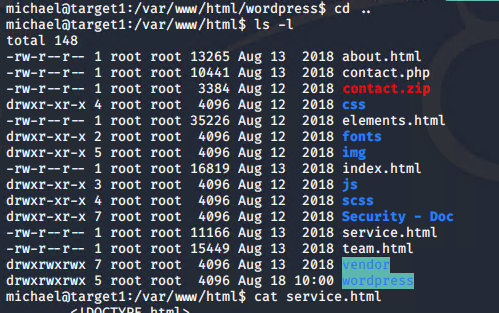 michael@target1:/var/www/html/wordpress$ cd ..
michael@target1:/var/www/html$ ls -l
total 148
-rw-r--r-- 1 root root 13265 Aug 13  2018 about.html
-rw-r--r-- 1 root root 10441 Aug 13  2018 contact.php
-rw-r--r-- 1 root root  3384 Aug 12  2018 contact.zip
drwxr-xr-x 4 root root  4096 Aug 12  2018 css
-rw-r--r-- 1 root root 35226 Aug 12  2018 elements.html
drwxr-xr-x 2 root root  4096 Aug 12  2018 fonts
drwxr-xr-x 5 root root  4096 Aug 12  2018 img
-rw-r--r-- 1 root root 16819 Aug 13  2018 index.html
drwxr-xr-x 3 root root  4096 Aug 12  2018 js
drwxr-xr-x 4 root root  4096 Aug 12  2018 scss
drwxr-xr-x 7 root root  4096 Aug 12  2018 Security - Doc
-rw-r--r-- 1 root root 11166 Aug 13  2018 service.html
-rw-r--r-- 1 root root 15449 Aug 13  2018 team.html
drwxrwxrwx 7 root root  4096 Aug 13  2018 vendor
drwxrwxrwx 5 root root  4096 Aug 18 10:00 wordpress
michael@target1:/var/www/html$ cat service.html
<!DOCTYPE html>